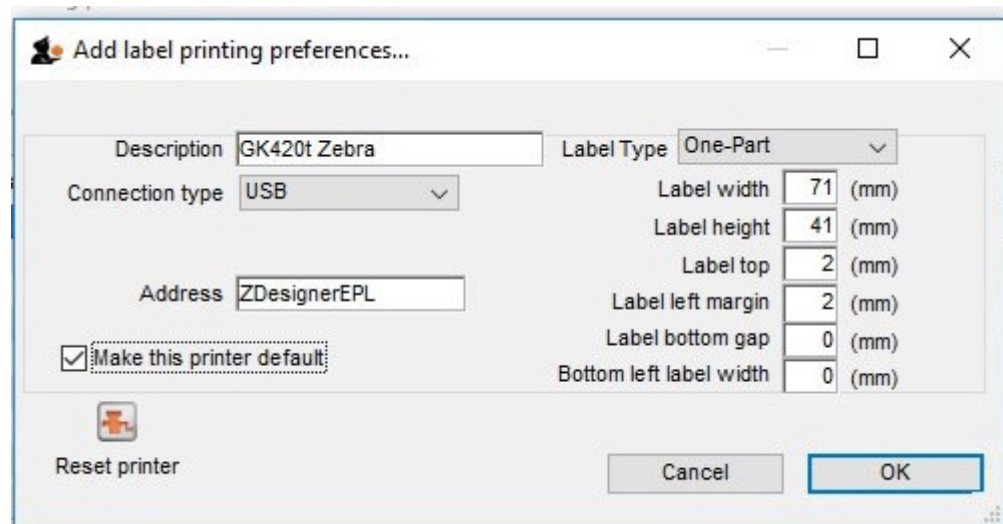 Add label printing preferences...
Description GK420t Zebra
Label Type One-Part
Connection type USB
Label width 71 (mm)
Label height 41 (mm)
Label top 2 (mm)
Address ZDesignerEPL
Label left margin 2 (mm)
Label bottom gap 0 (mm)
Make this printer default
Bottom left label width 0 (mm)
Reset printer
Cancel
OK